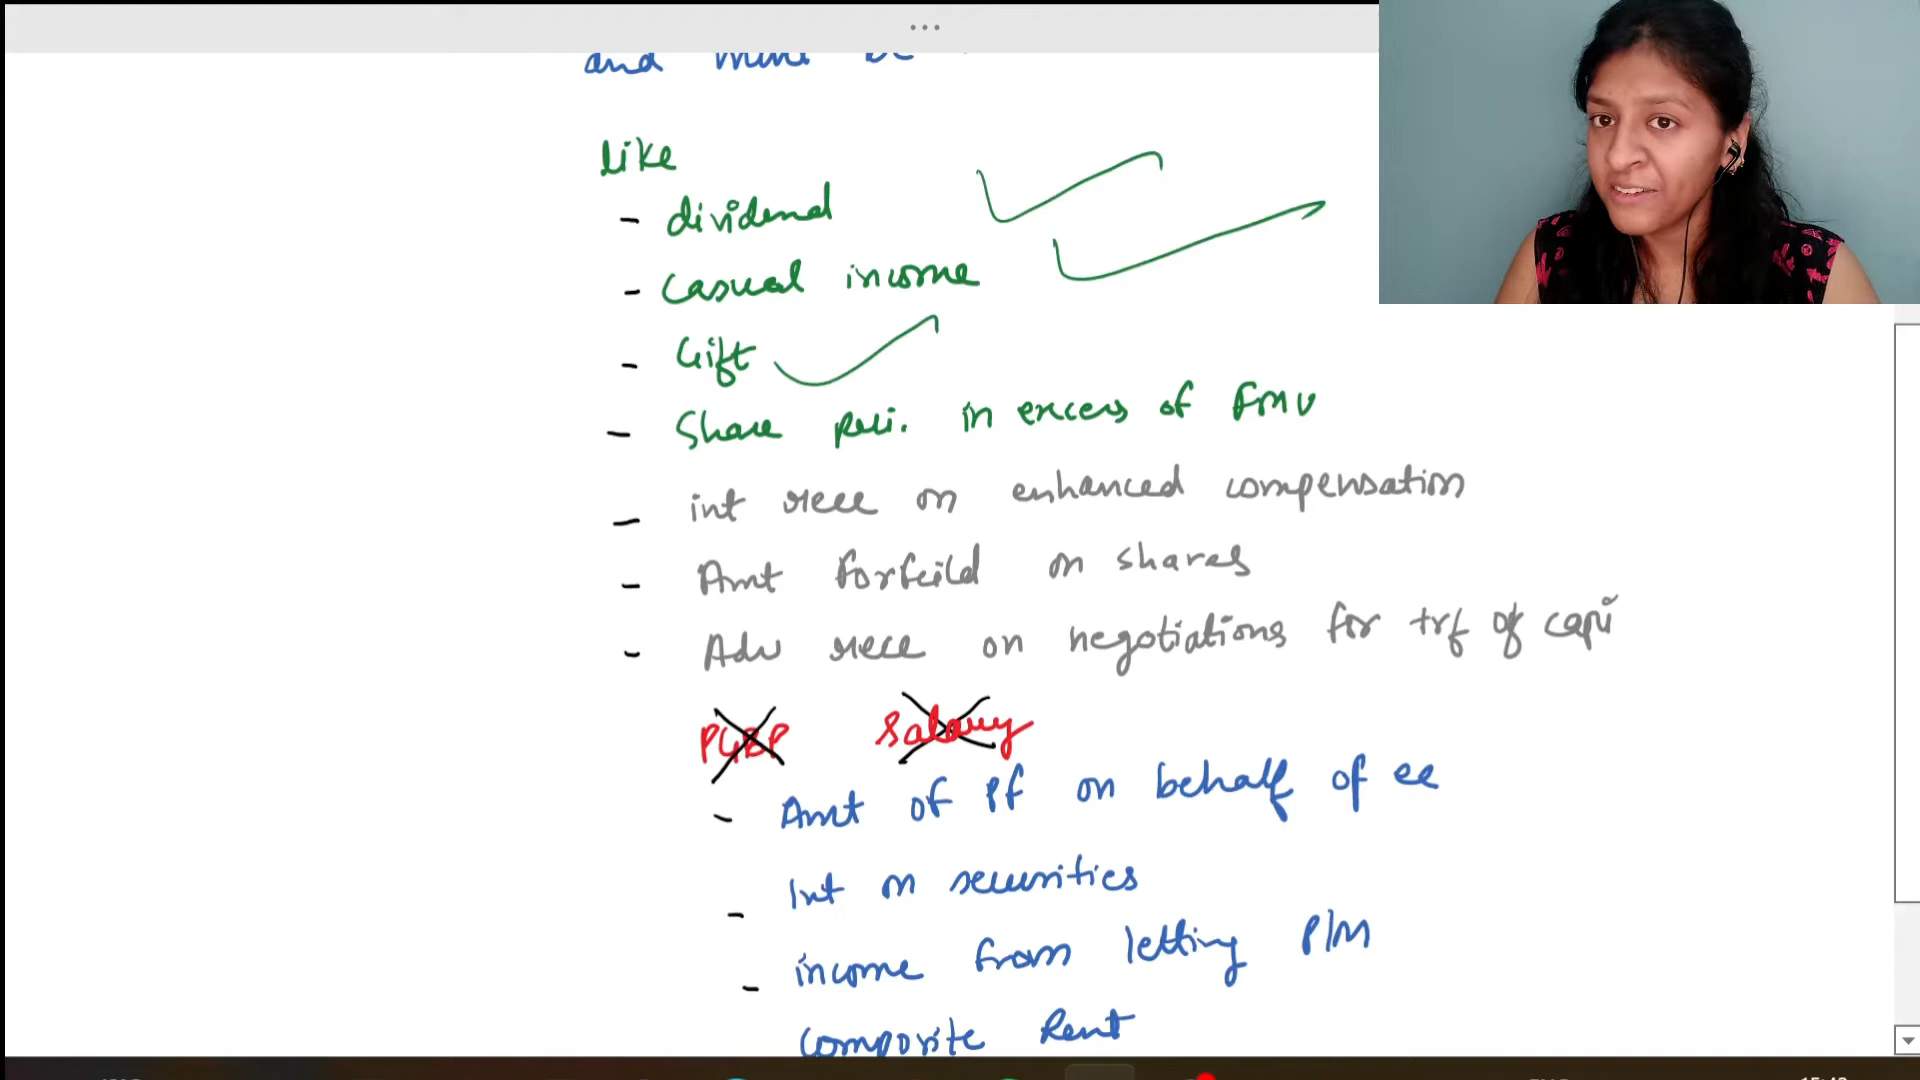 and
Like
- dividend
- Casual income
- Gift
- Share in excess of FMV
- int rece on enhanced compensation
- Amt forfeild on shares
- Adv rece on negotiations for trf of capi
PGBP Salary
- Amt of Pf on behalf of ee
- Int on securities
- income from letting P/M
composite Rent